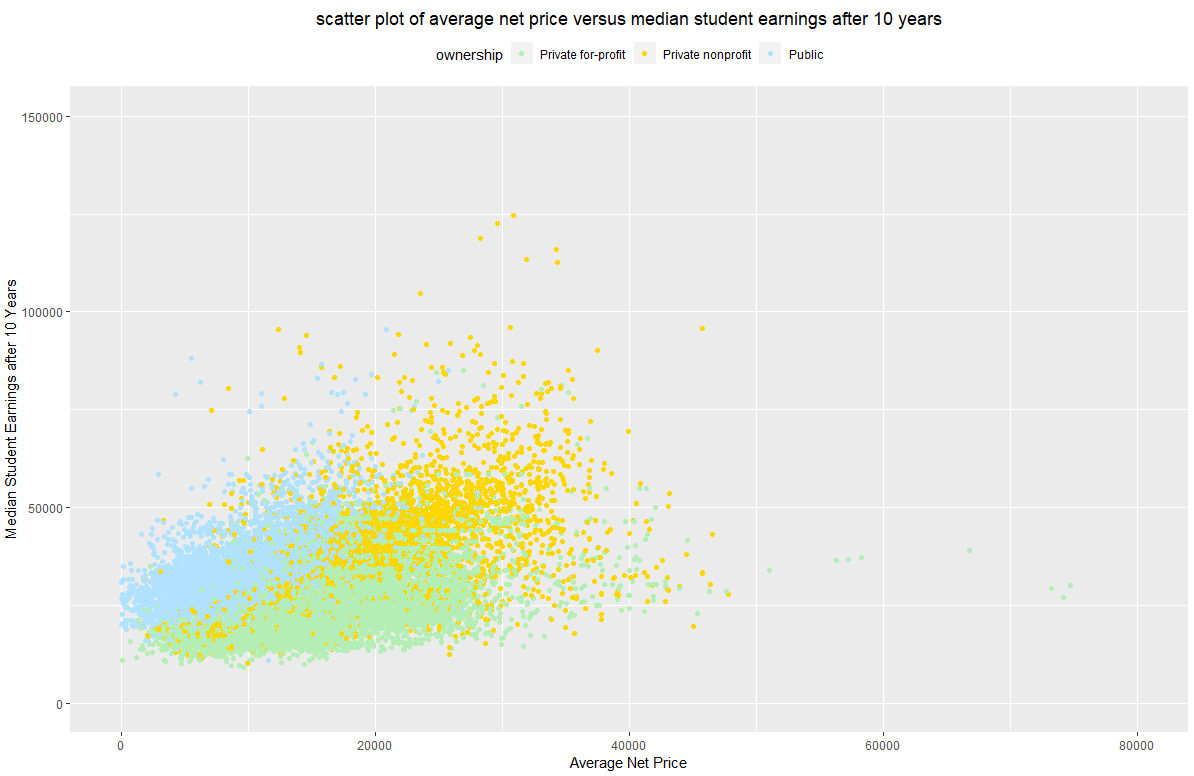 scatter plot of average net price versus median student earnings after 10 years
ownership Private for-profit Private nonprofit Public
Median Student Earnings after 10 Years
150000
100000
50000
0
0 20000 40000 60000 80000
Average Net Price